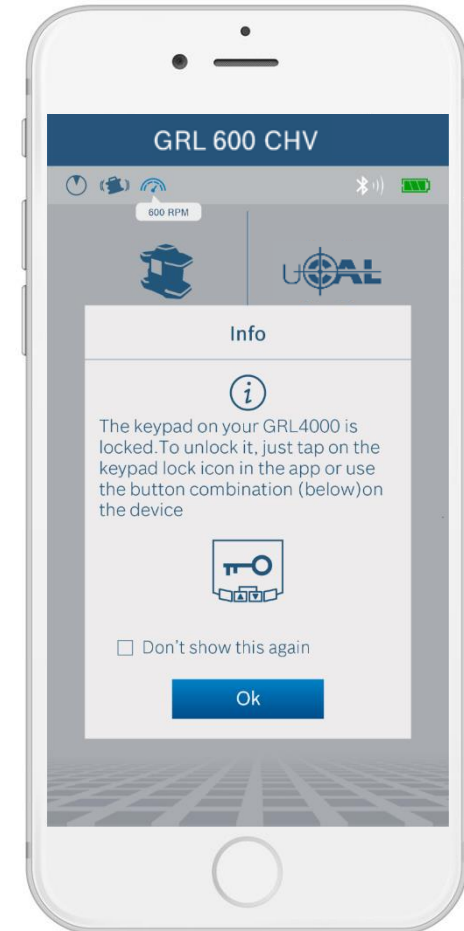 GRL 600 CHV
600 RPM
Info
The keypad on your GRL4000 is
locked.To unlock it, just tap on the
keypad lock icon in the app or use
the button combination (below)on
the device
Don't show this again
Ok